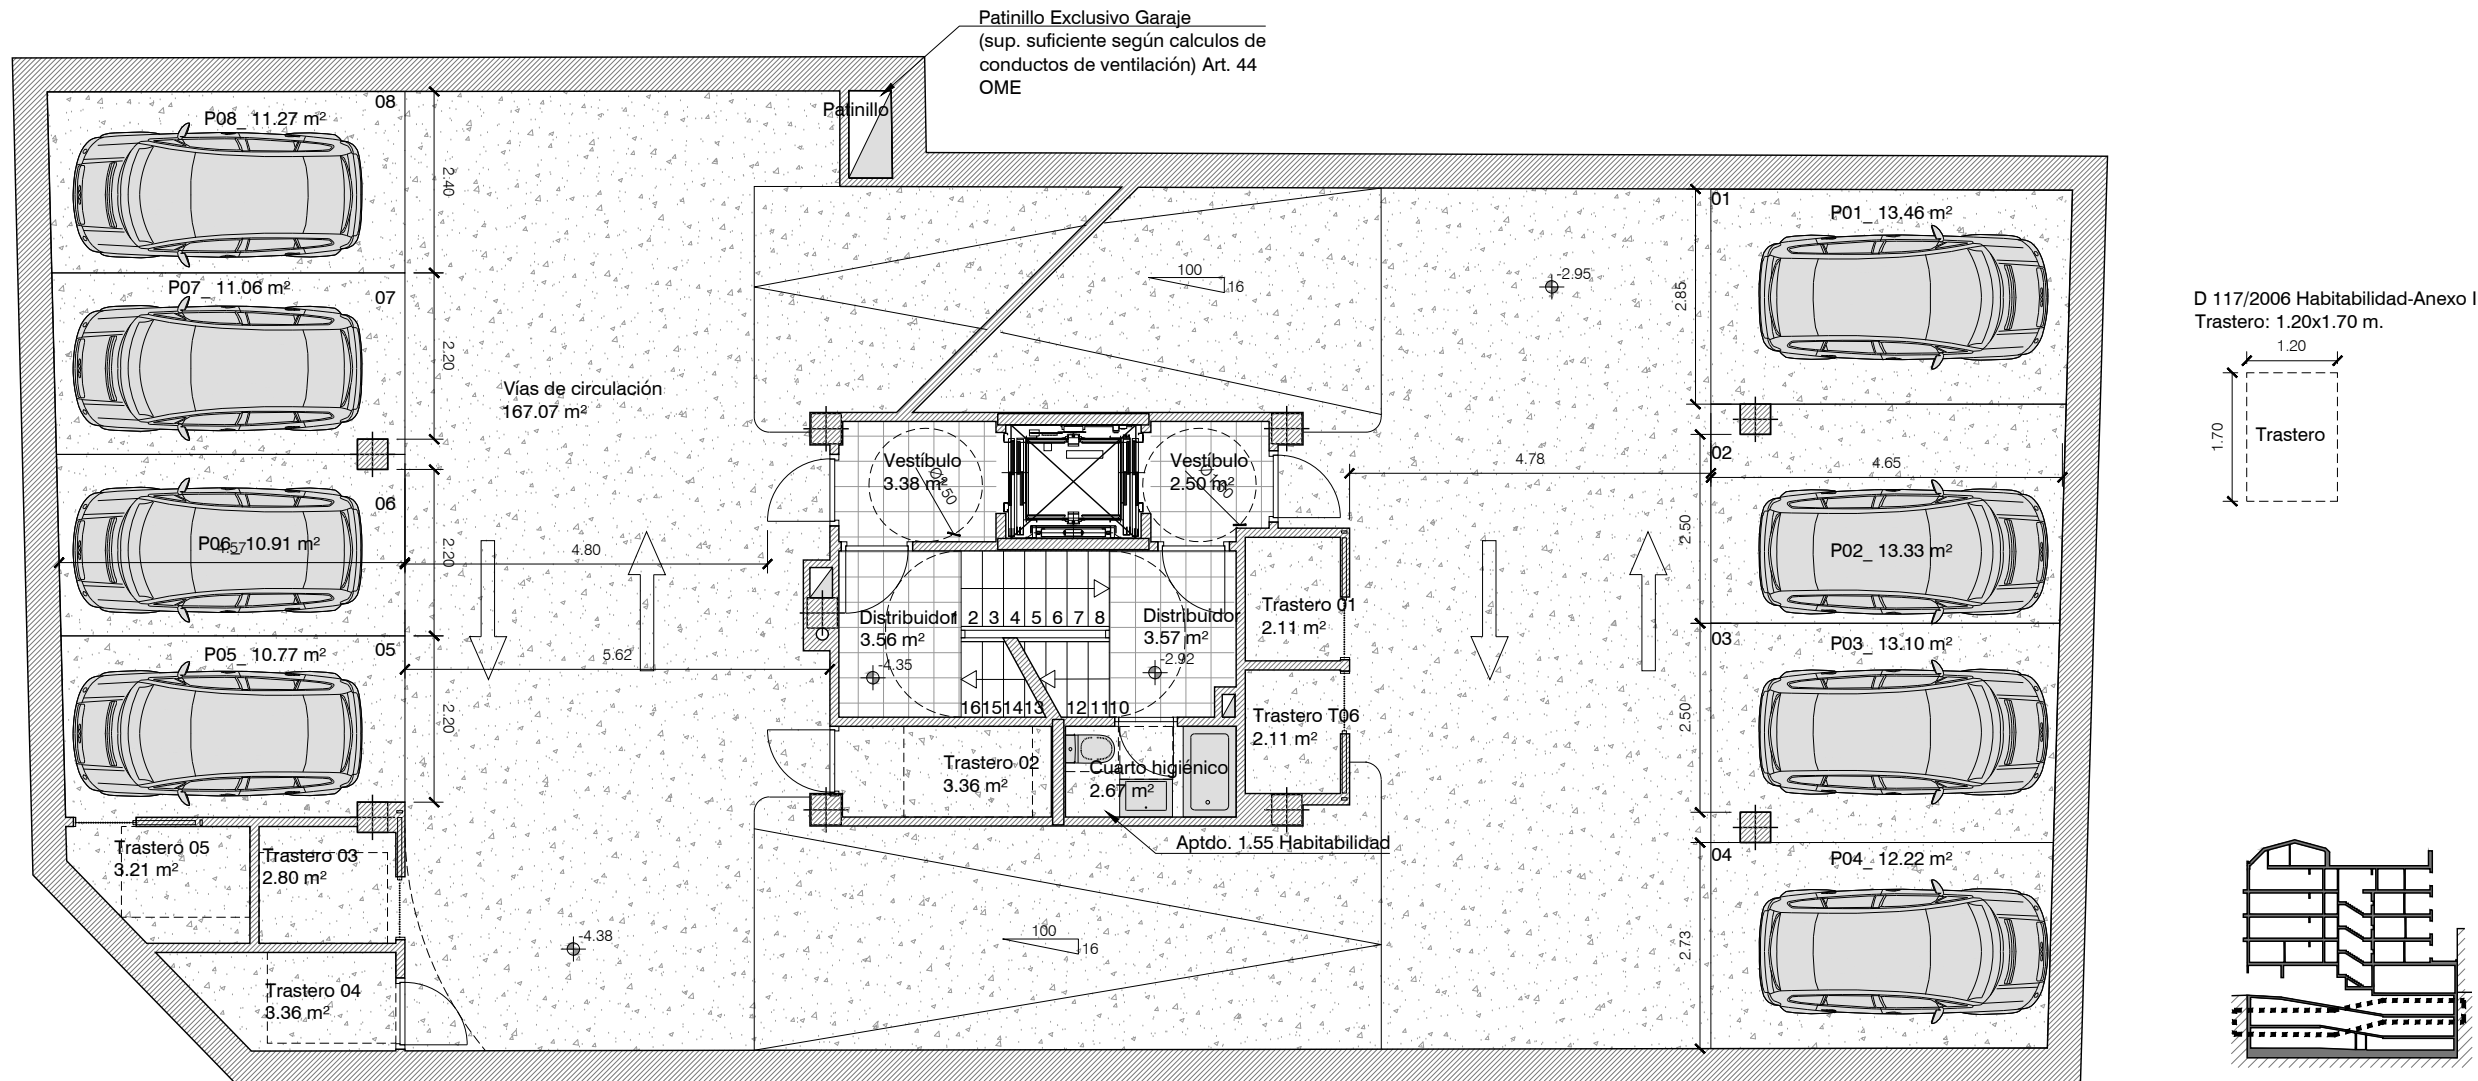 Patinillo Exclusivo Garaje
(sup. suficiente según calculos de
conductos de ventilación) Art. 44
OME
Patinillo
08
P08_ 11.27 m²
2.40
P07_ 11.06 m²
07
2.20
06
P06_ 10.91 m²
4.57
2.20
05
P05_ 10.77 m²
2.20
Vías de circulación
167.07 m²
4.80
5.62
Trastero 05
3.21 m²
Trastero 03
2.80 m²
Trastero 04
3.36 m²
-4.38
100
16
Vestíbulo
3.38 m²
Ø1.50
Vestíbulo
2.50 m²
Ø1.50
Distribuidor
3.56 m²
-4.35
1 2 3 4 5 6 7 8
Distribuidor
3.57 m²
-2.92
16 15 14 13 12 11 10
Trastero 01
2.11 m²
Trastero T06
2.11 m²
Trastero 02
3.36 m²
Cuarto higiénico
2.67 m²
Aptdo. 1.55 Habitabilidad
100
16
-2.95
4.78
4.65
01
P01_ 13.46 m²
2.85
02
P02_ 13.33 m²
2.50
03
P03_ 13.10 m²
2.50
04
P04_ 12.22 m²
2.73
D 117/2006 Habitabilidad-Anexo I
Trastero: 1.20x1.70 m.
1.20
1.70
Trastero